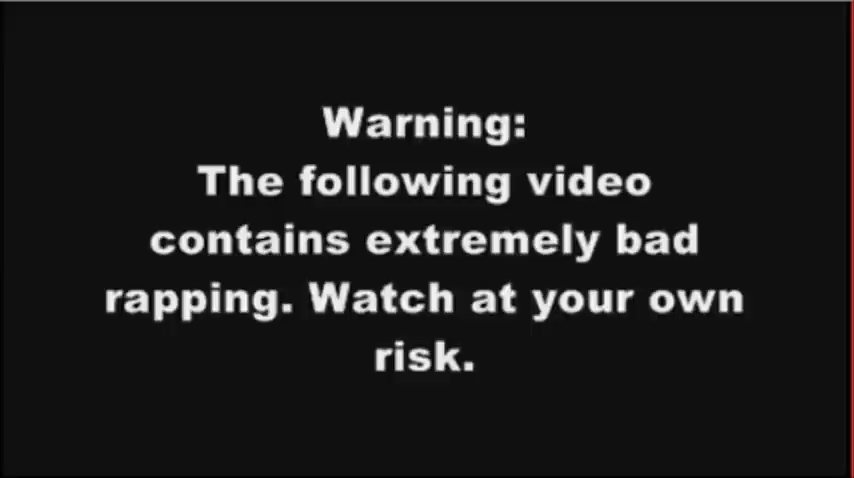 Warning:
The following video
contains extremely bad
rapping. Watch at your own
risk.